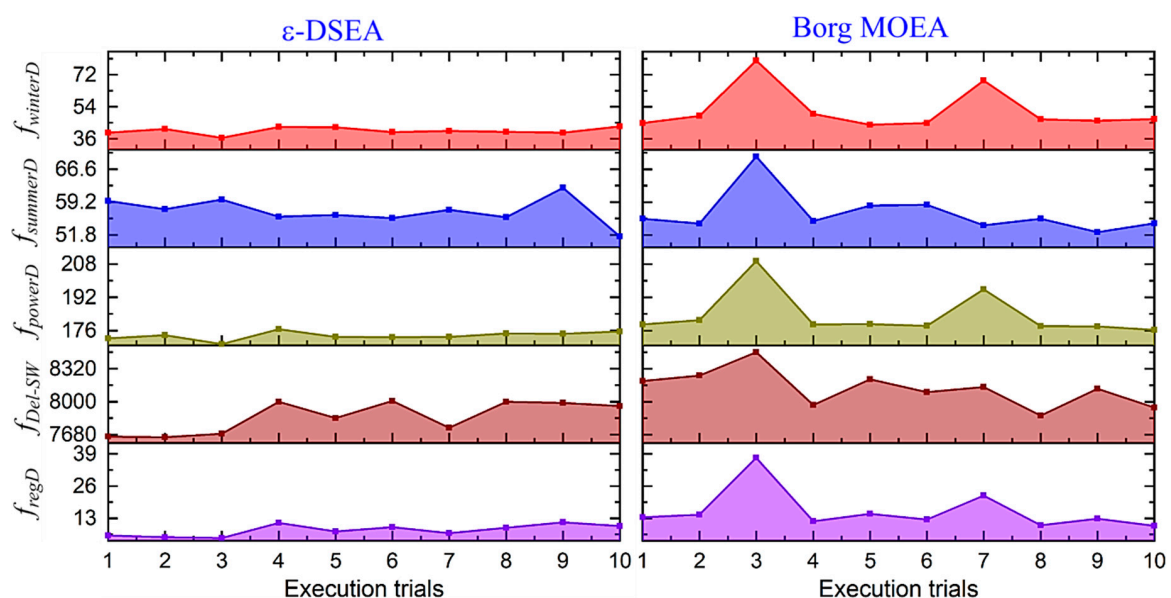 ε-DSEA
Borg MOEA
f_winterD
72
54
36
f_summerD
66.6
59.2
51.8
f_powerD
208
192
176
f_Del-SW
8320
8000
7680
f_regD
39
26
13
1 2 3 4 5 6 7 8 9 10
1 2 3 4 5 6 7 8 9 10
Execution trials
Execution trials